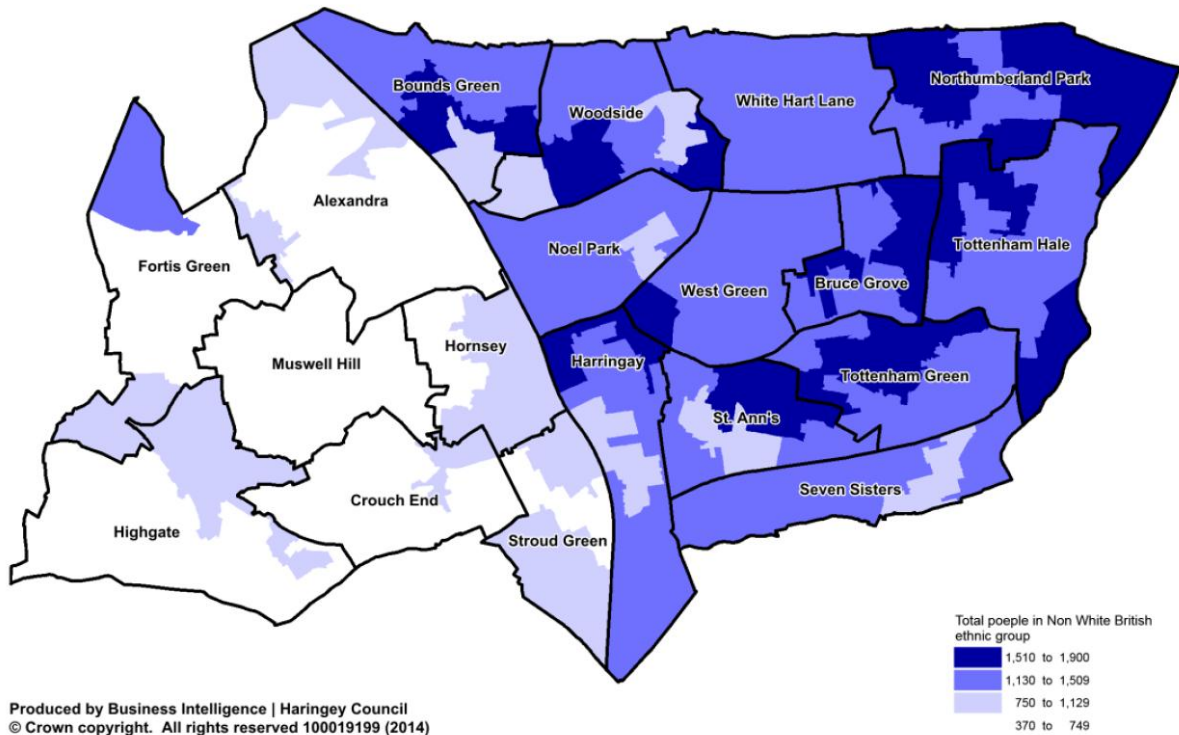 Bounds Green
Woodside
White Hart Lane
Northumberland Park
Alexandra
Fortis Green
Noel Park
Tottenham Hale
West Green
Bruce Grove
Hornsey
Muswell Hill
Harringay
Tottenham Green
St. Ann's
Crouch End
Seven Sisters
Highgate
Stroud Green
Total poeple in Non White British
ethnic group
1,510 to 1,900
1,130 to 1,509
750 to 1,129
370 to 749
Produced by Business Intelligence | Haringey Council
© Crown copyright. All rights reserved 100019199 (2014)